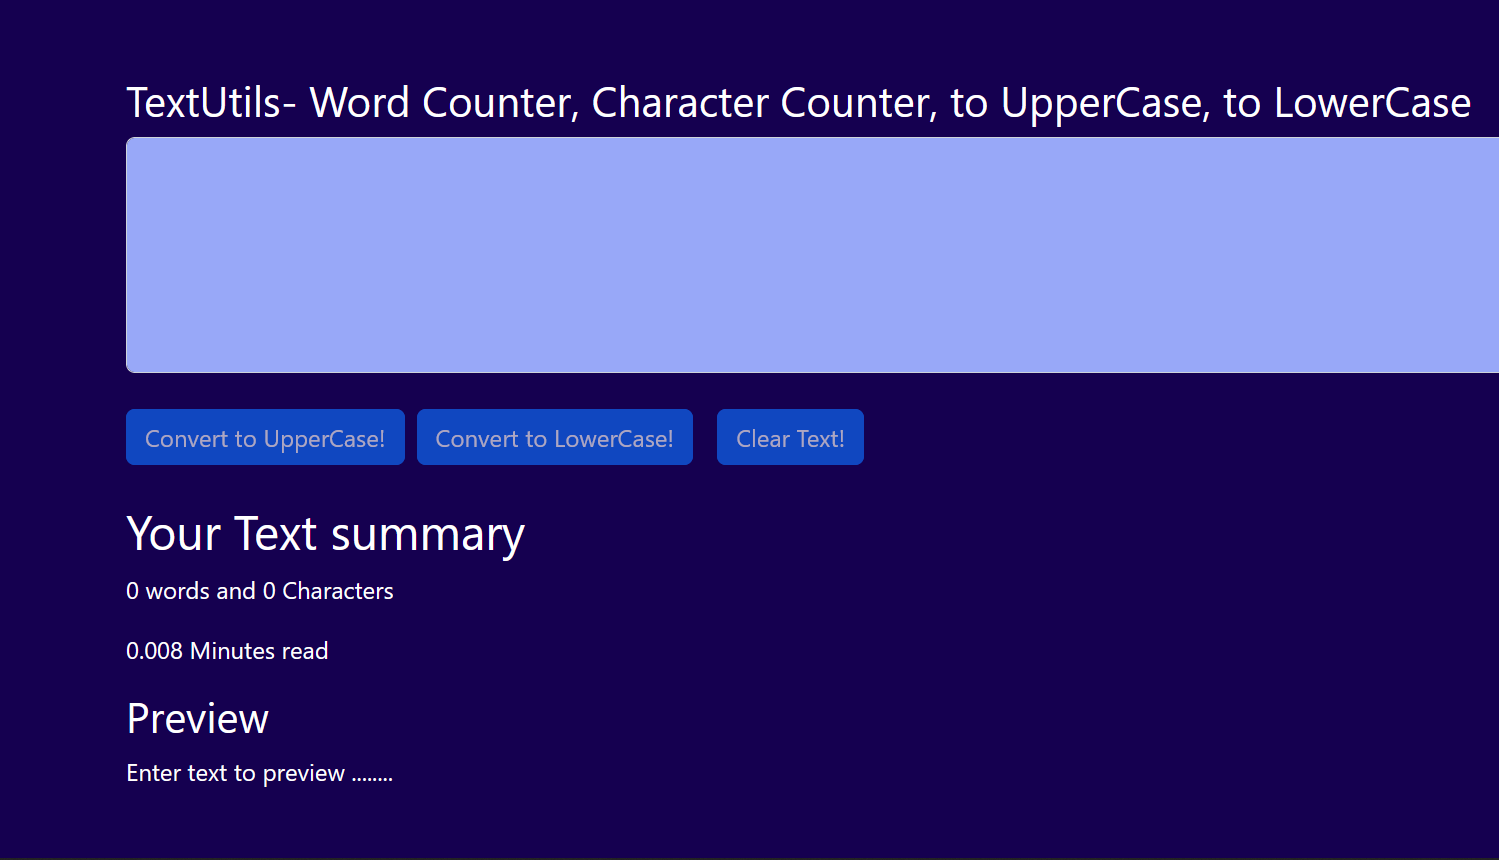 TextUtils- Word Counter, Character Counter, to UpperCase, to LowerCase
Convert to UpperCase! Convert to LowerCase! Clear Text!
Your Text summary
0 words and 0 Characters
0.008 Minutes read
Preview
Enter text to preview ........